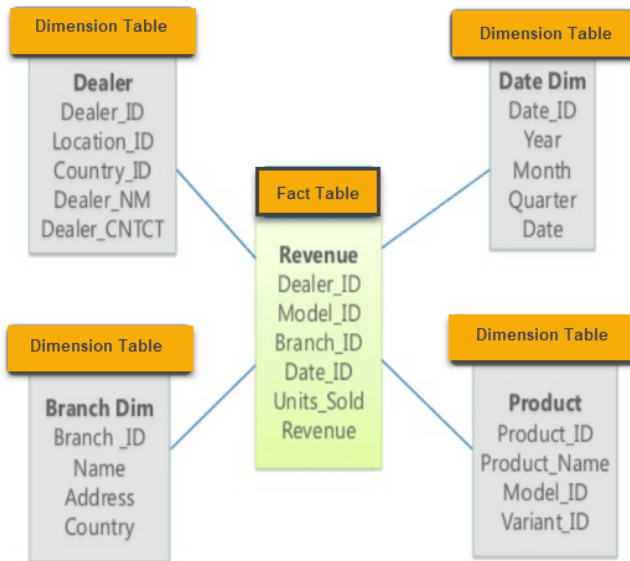 Dimension Table
Dealer
Dealer_ID
Location_ID
Country_ID
Dealer_NM
Dealer_CNTCT
Dimension Table
Date Dim
Date_ID
Year
Month
Quarter
Date
Fact Table
Revenue
Dealer_ID
Model_ID
Branch_ID
Date_ID
Units_Sold
Revenue
Dimension Table
Branch Dim
Branch _ID
Name
Address
Country
Dimension Table
Product
Product_ID
Product_Name
Model_ID
Variant_ID